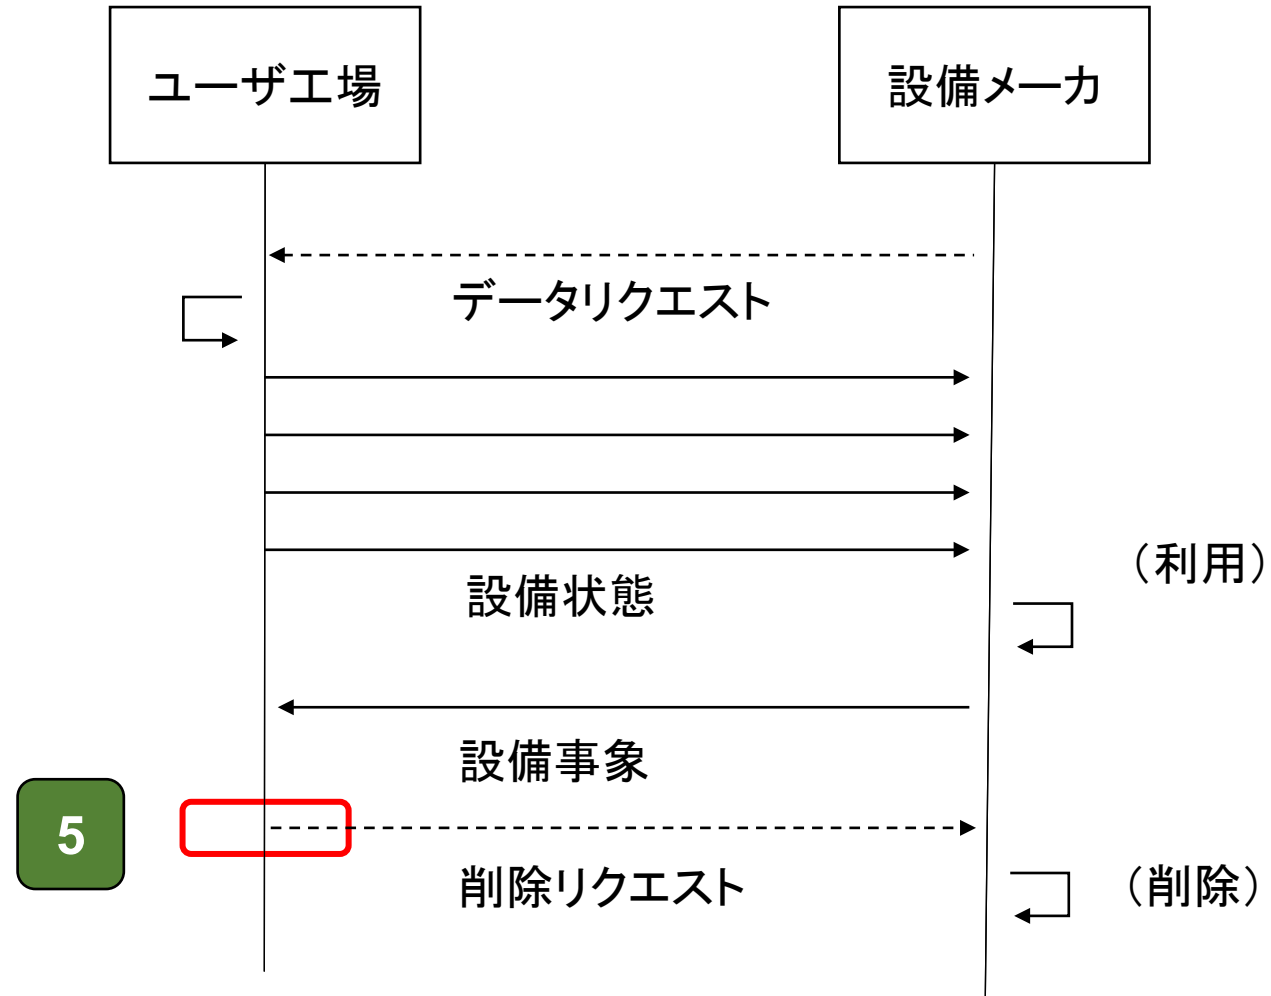 ユーザ工場
設備メーカ
データリクエスト
（利用）
設備状態
設備事象
5
削除リクエスト
（削除）